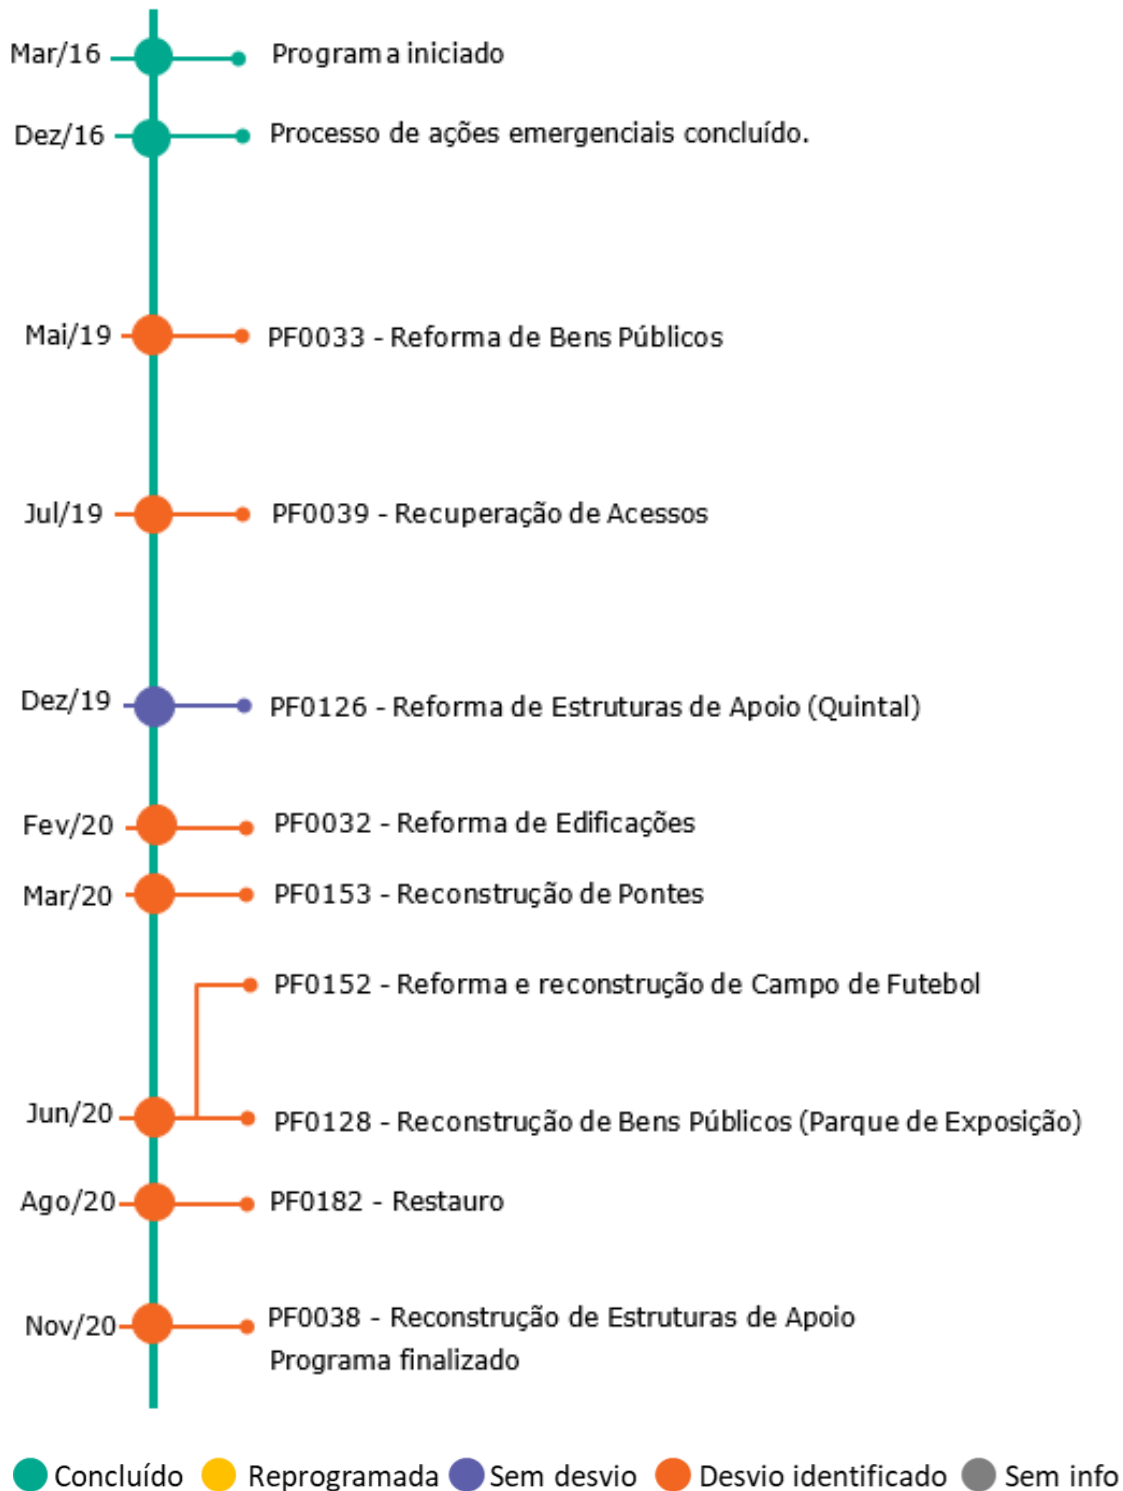 Mar/16 Programa iniciado
Dez/16 Processo de ações emergenciais concluído.
Mai/19 PF0033 - Reforma de Bens Públicos
Jul/19 PF0039 - Recuperação de Acessos
Dez/19 PF0126 - Reforma de Estruturas de Apoio (Quintal)
Fev/20 PF0032 - Reforma de Edificações
Mar/20 PF0153 - Reconstrução de Pontes
PF0152 - Reforma e reconstrução de Campo de Futebol
Jun/20 PF0128 - Reconstrução de Bens Públicos (Parque de Exposição)
Ago/20 PF0182 - Restauro
Nov/20 PF0038 - Reconstrução de Estruturas de Apoio
Programa finalizado
Concluído Reprogramada Sem desvio Desvio identificado Sem info